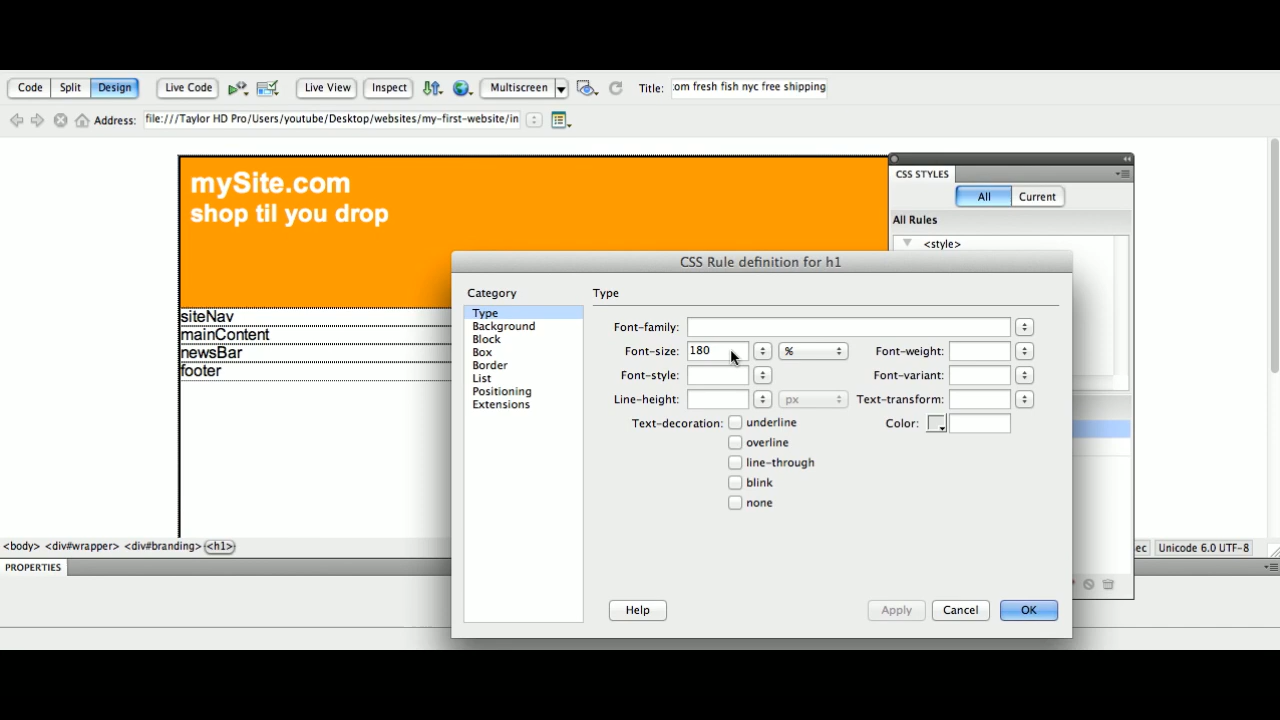 Code Split Design Live Code Live View Inspect Multiscreen Title: om fresh fish nyc free shipping
Address: file:///Taylor HD Pro/Users/youtube/Desktop/websites/my-first-website/in
mySite.com
shop til you drop
siteNav
mainContent
newsBar
footer
CSS STYLES
All Current
All Rules
<style>
CSS Rule definition for h1
Category
Type
Background
Block
Box
Border
List
Positioning
Extensions
Type
Font-family:
Font-size: 180 % Font-weight:
Font-style: Font-variant:
Line-height: px Text-transform:
Text-decoration: underline Color:
overline
line-through
blink
none
Help Apply Cancel OK
<body> <div#wrapper> <div#branding> <h1> ec Unicode 6.0 UTF-8
PROPERTIES